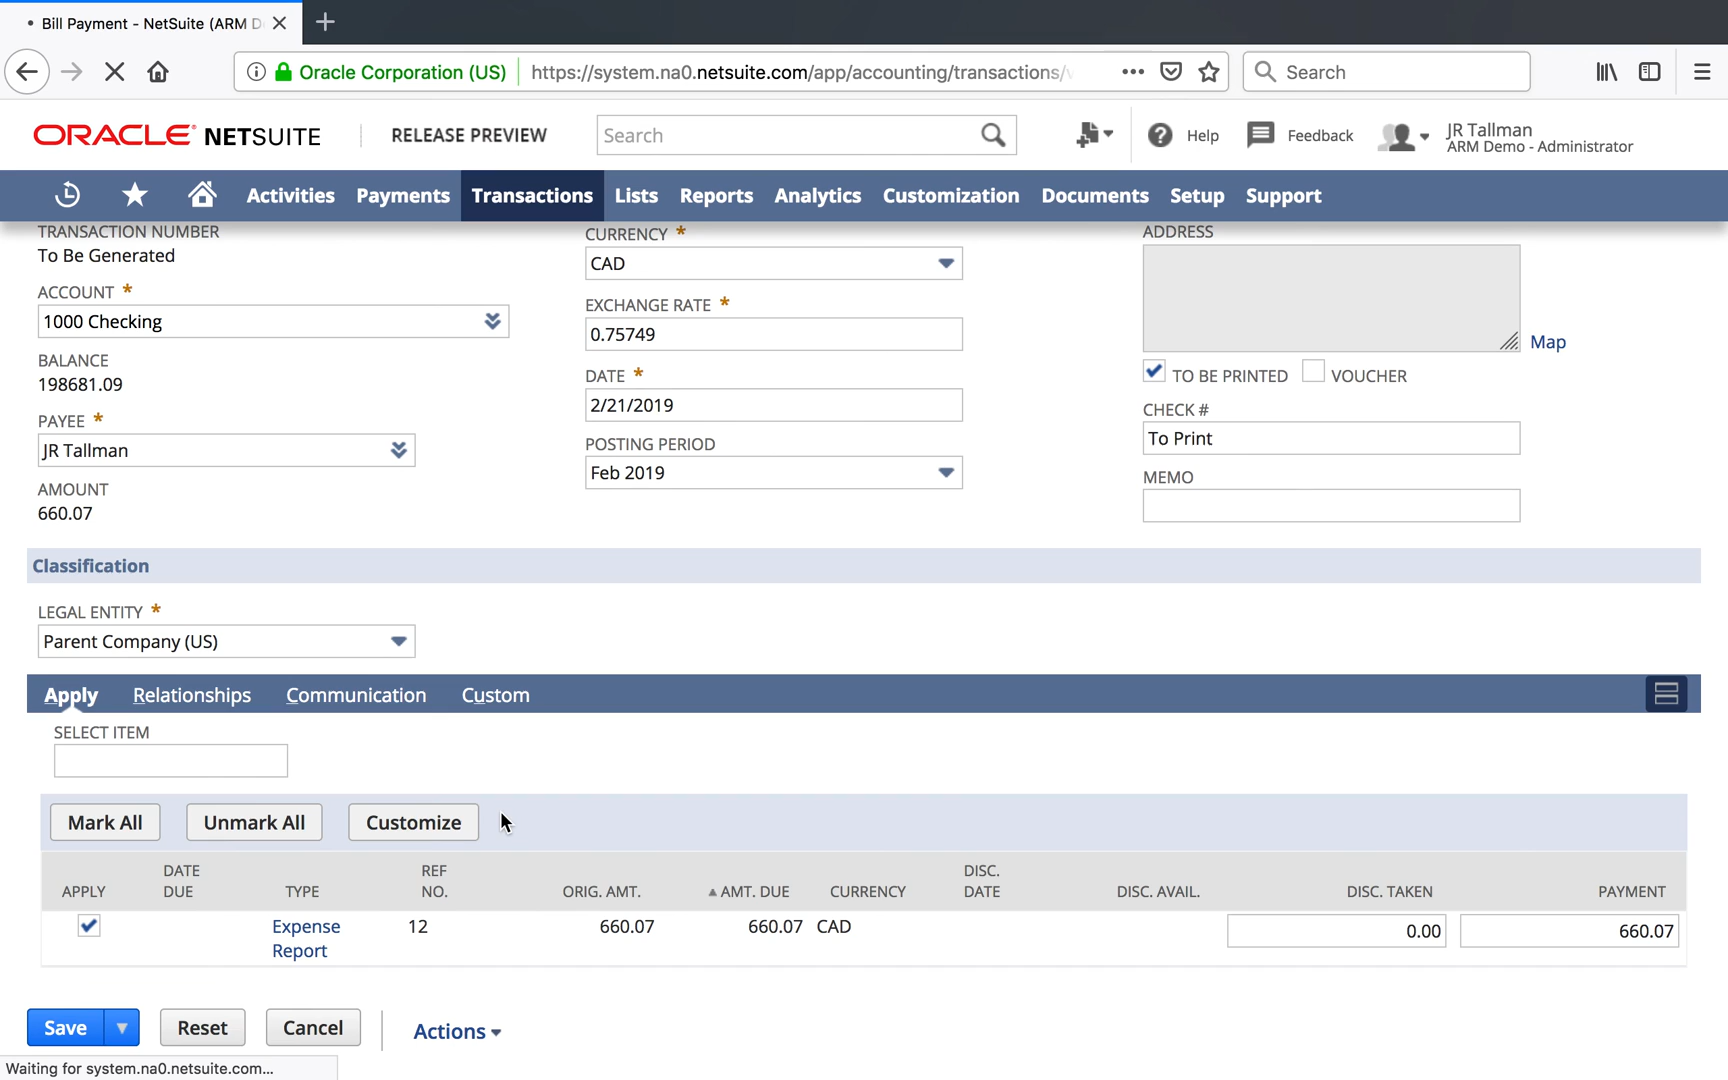 • Bill Payment - NetSuite (ARM D
Oracle Corporation (US) https://system.na0.netsuite.com/app/accounting/transactions/ Search
ORACLE NETSUITE RELEASE PREVIEW Search Help Feedback JR Tallman
ARM Demo - Administrator
Activities Payments Transactions Lists Reports Analytics Customization Documents Setup Support
TRANSACTION NUMBER
To Be Generated
ACCOUNT *
1000 Checking
BALANCE
198681.09
PAYEE *
JR Tallman
AMOUNT
660.07
CURRENCY *
CAD
EXCHANGE RATE *
0.75749
DATE *
2/21/2019
POSTING PERIOD
Feb 2019
ADDRESS
Map
TO BE PRINTED VOUCHER
CHECK #
To Print
MEMO
Classification
LEGAL ENTITY *
Parent Company (US)
Apply Relationships Communication Custom
SELECT ITEM
Mark All Unmark All Customize
APPLY DATE DUE TYPE REF NO. ORIG. AMT. AMT. DUE CURRENCY DISC. DATE DISC. AVAIL. DISC. TAKEN PAYMENT
Expense Report 12 660.07 660.07 CAD 0.00 660.07
Save Reset Cancel Actions
Waiting for system.na0.netsuite.com...